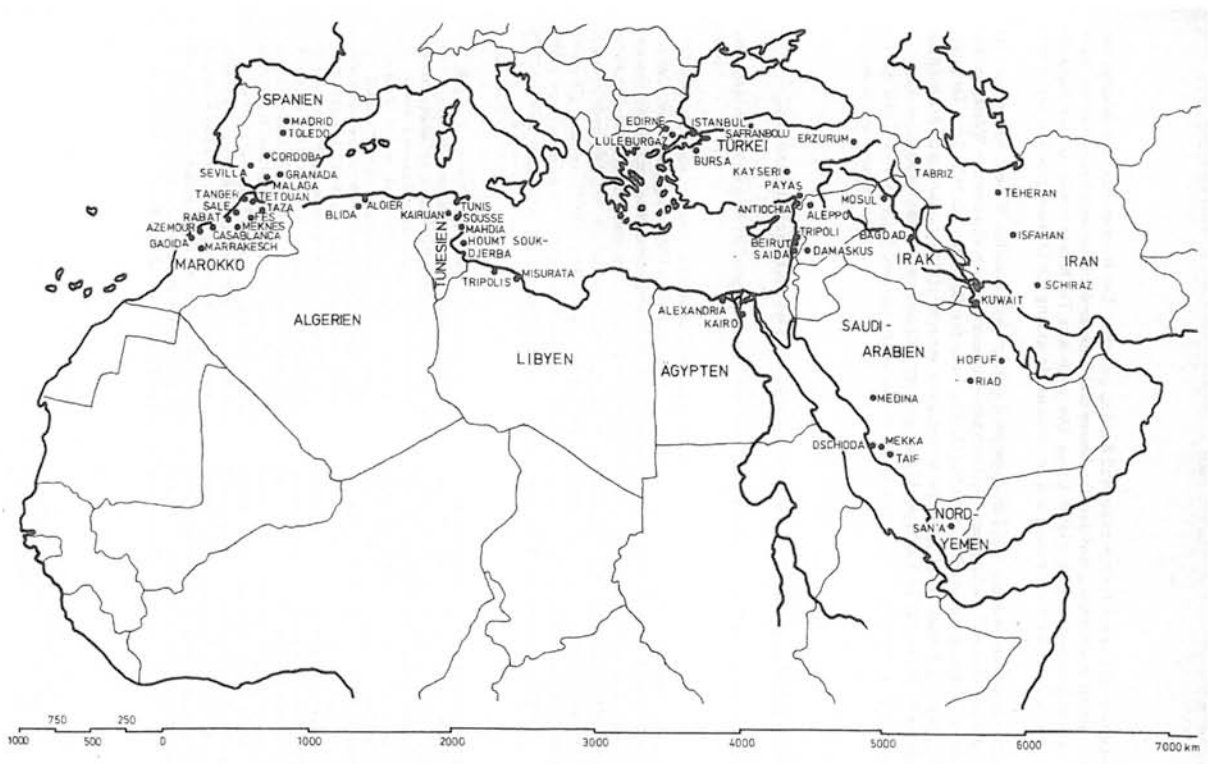 SPANIEN
MADRID
TOLEDO
CORDOBA
SEVILLA
GRANADA
MALAGA
TANGER
TETOUAN
SALE
TAZA
RABAT
FES
AZEMOUR
MEKNES
CASABLANCA
GADIDA
MARRAKESCH
MAROKKO
BLIDA
ALGIER
KAIRUAN
TUNIS
SOUSSE
MAHDIA
HOUMT SOUK-
DJERBA
TUNESIEN
TRIPOLIS
MISURATA
ALGERIEN
LIBYEN
ALEXANDRIA
KAIRO
ÄGYPTEN
EDIRNE
ISTANBUL
LULEBURGAZ
SAFRANBOLU
TÜRKEI
BURSA
ERZURUM
KAYSERI
PAYAS
ANTIOCHIA
ALEPPO
MOSUL
TABRIZ
TEHERAN
TRIPOLI
BEIRUT
SAIDA
DAMASKUS
BAGDAD
IRAK
ISFAHAN
IRAN
SCHIRAZ
KUWAIT
SAUDI-
ARABIEN
HOFUF
RIAD
MEDINA
DSCHIDDA
MEKKA
TAIF
NORD-
SAN'A
YEMEN
750 250
1000 500 0 1000 2000 3000 4000 5000 6000 7000 km